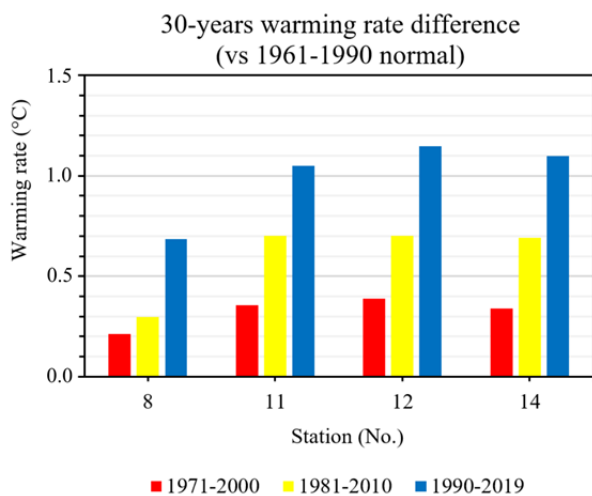 30-years warming rate difference
(vs 1961-1990 normal)
Warming rate (°C)
1.5
1.0
0.5
0.0
8 11 12 14
Station (No.)
1971-2000 1981-2010 1990-2019